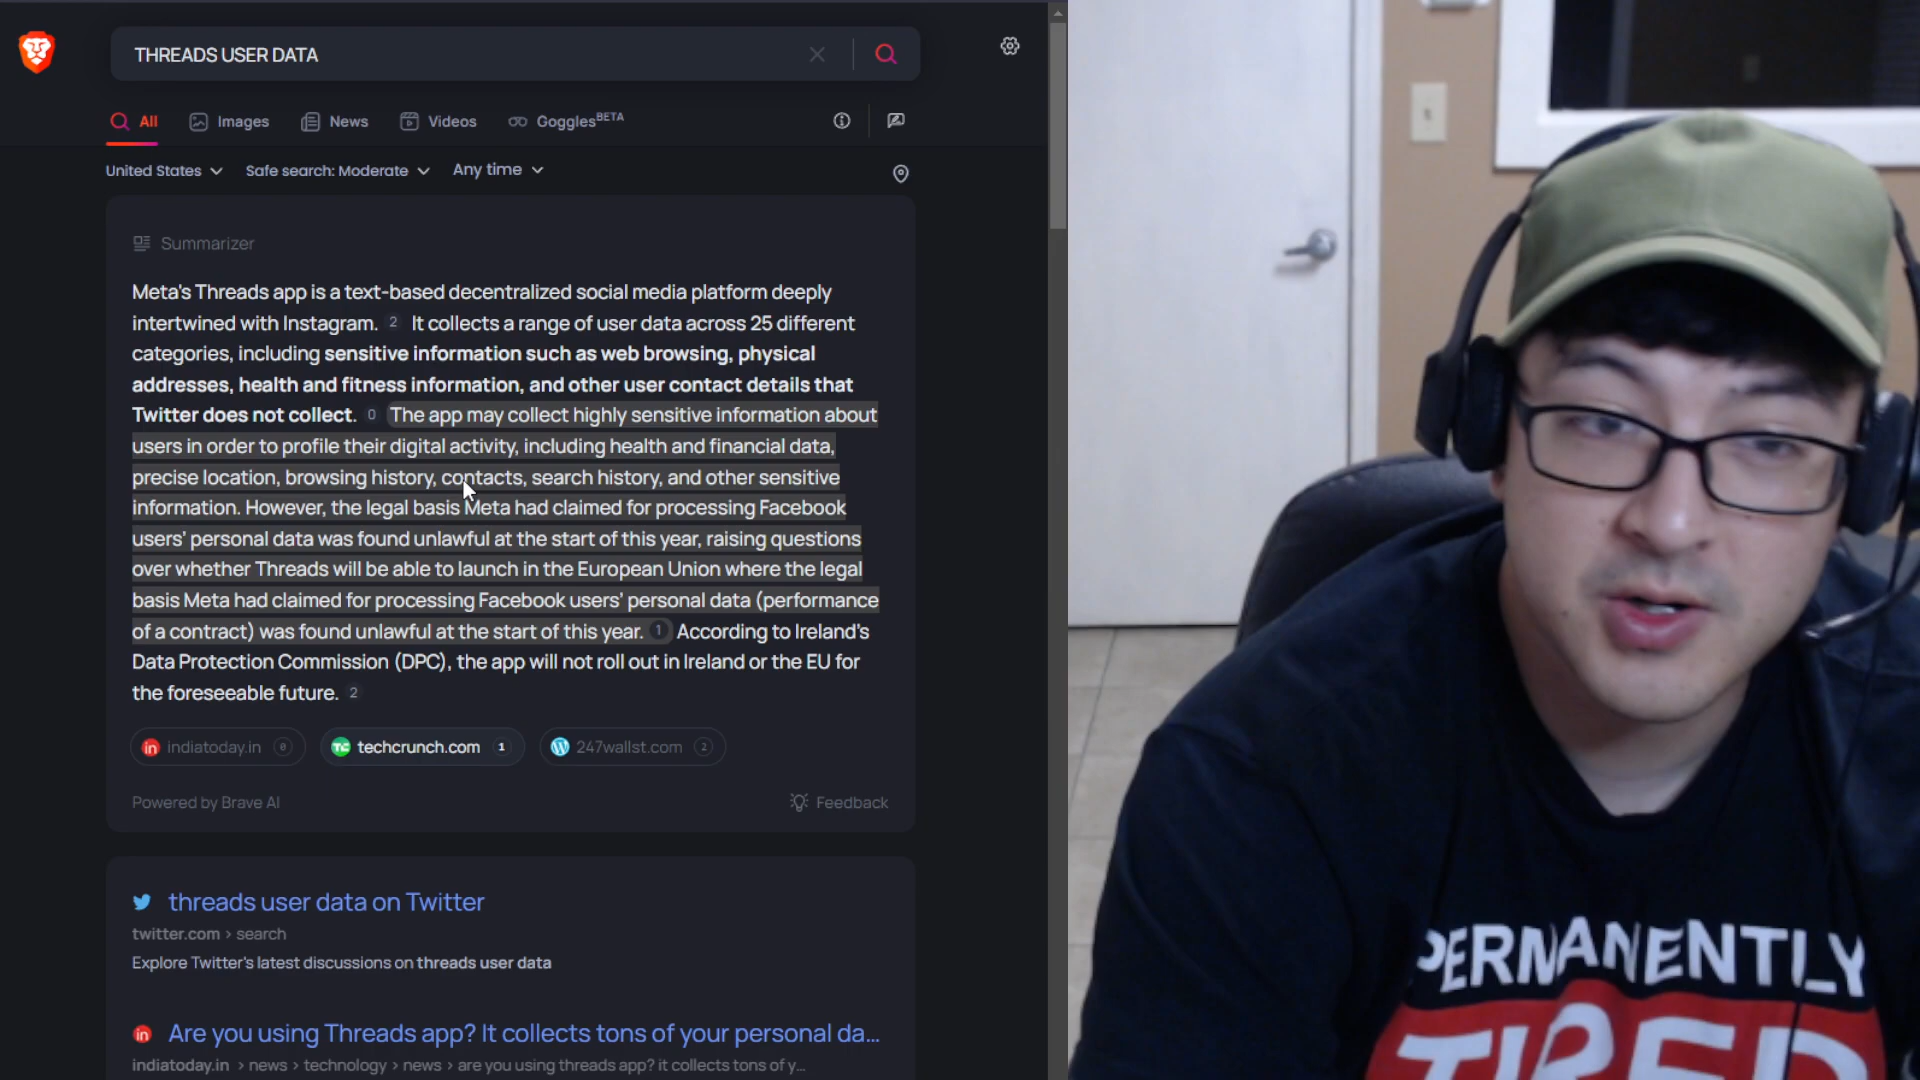 THREADS USER DATA
All
Images
News
Videos
GogglesBETA
United States
Safe search: Moderate
Any time
Summarizer
Meta's Threads app is a text-based decentralized social media platform deeply
intertwined with Instagram. 2 It collects a range of user data across 25 different
categories, including sensitive information such as web browsing, physical
addresses, health and fitness information, and other user contact details that
Twitter does not collect. 0 The app may collect highly sensitive information about
users in order to profile their digital activity, including health and financial data,
precise location, browsing history, contacts, search history, and other sensitive
information. However, the legal basis Meta had claimed for processing Facebook
users' personal data was found unlawful at the start of this year, raising questions
over whether Threads will be able to launch in the European Union where the legal
basis Meta had claimed for processing Facebook users' personal data (performance
of a contract) was found unlawful at the start of this year. 1 According to Ireland's
Data Protection Commission (DPC), the app will not roll out in Ireland or the EU for
the foreseeable future. 2
in indiatoday.in 0
TC techcrunch.com 1
247wallst.com 2
Powered by Brave AI
Feedback
threads user data on Twitter
twitter.com › search
Explore Twitter's latest discussions on threads user data
in Are you using Threads app? It collects tons of your personal da...
indiatoday.in › news › technology › news › are you using threads app? it collects tons of y...
PERMANENTLY
TIRED